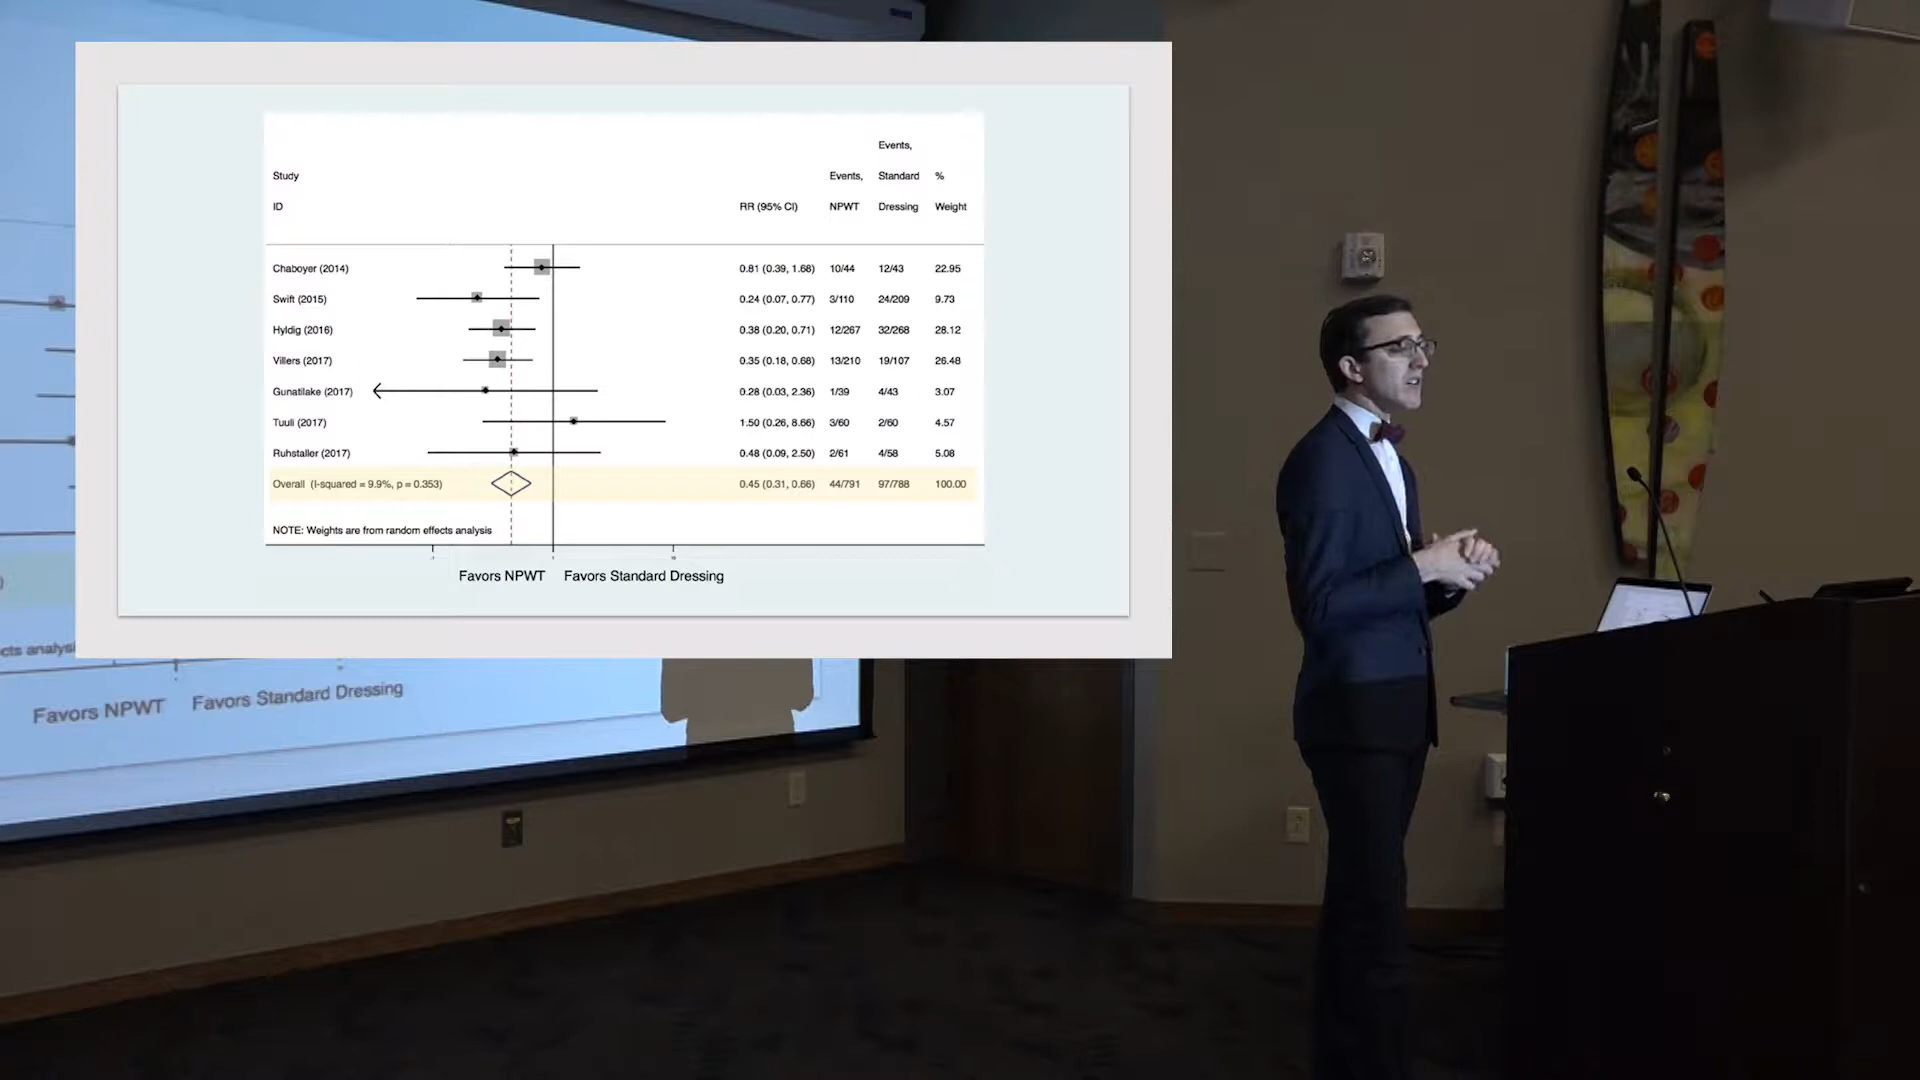 Events,
Study Events, Standard %
ID RR (95% CI) NPWT Dressing Weight
Chaboyer (2014) 0.81 (0.39, 1.68) 10/44 12/43 22.95
Swift (2015) 0.24 (0.07, 0.77) 3/110 24/209 9.73
Hyldig (2016) 0.38 (0.20, 0.71) 12/267 32/268 28.12
Villers (2017) 0.35 (0.18, 0.68) 13/210 19/107 26.48
Gunatilake (2017) 0.28 (0.03, 2.36) 1/39 4/43 3.07
Tuuli (2017) 1.50 (0.26, 8.66) 3/60 2/60 4.57
Ruhstaller (2017) 0.48 (0.09, 2.50) 2/61 4/58 5.08
Overall (I-squared = 9.9%, p = 0.353) 0.45 (0.31, 0.66) 44/791 97/788 100.00
NOTE: Weights are from random effects analysis
Favors NPWT Favors Standard Dressing
cts analysi
Favors NPWT Favors Standard Dressing